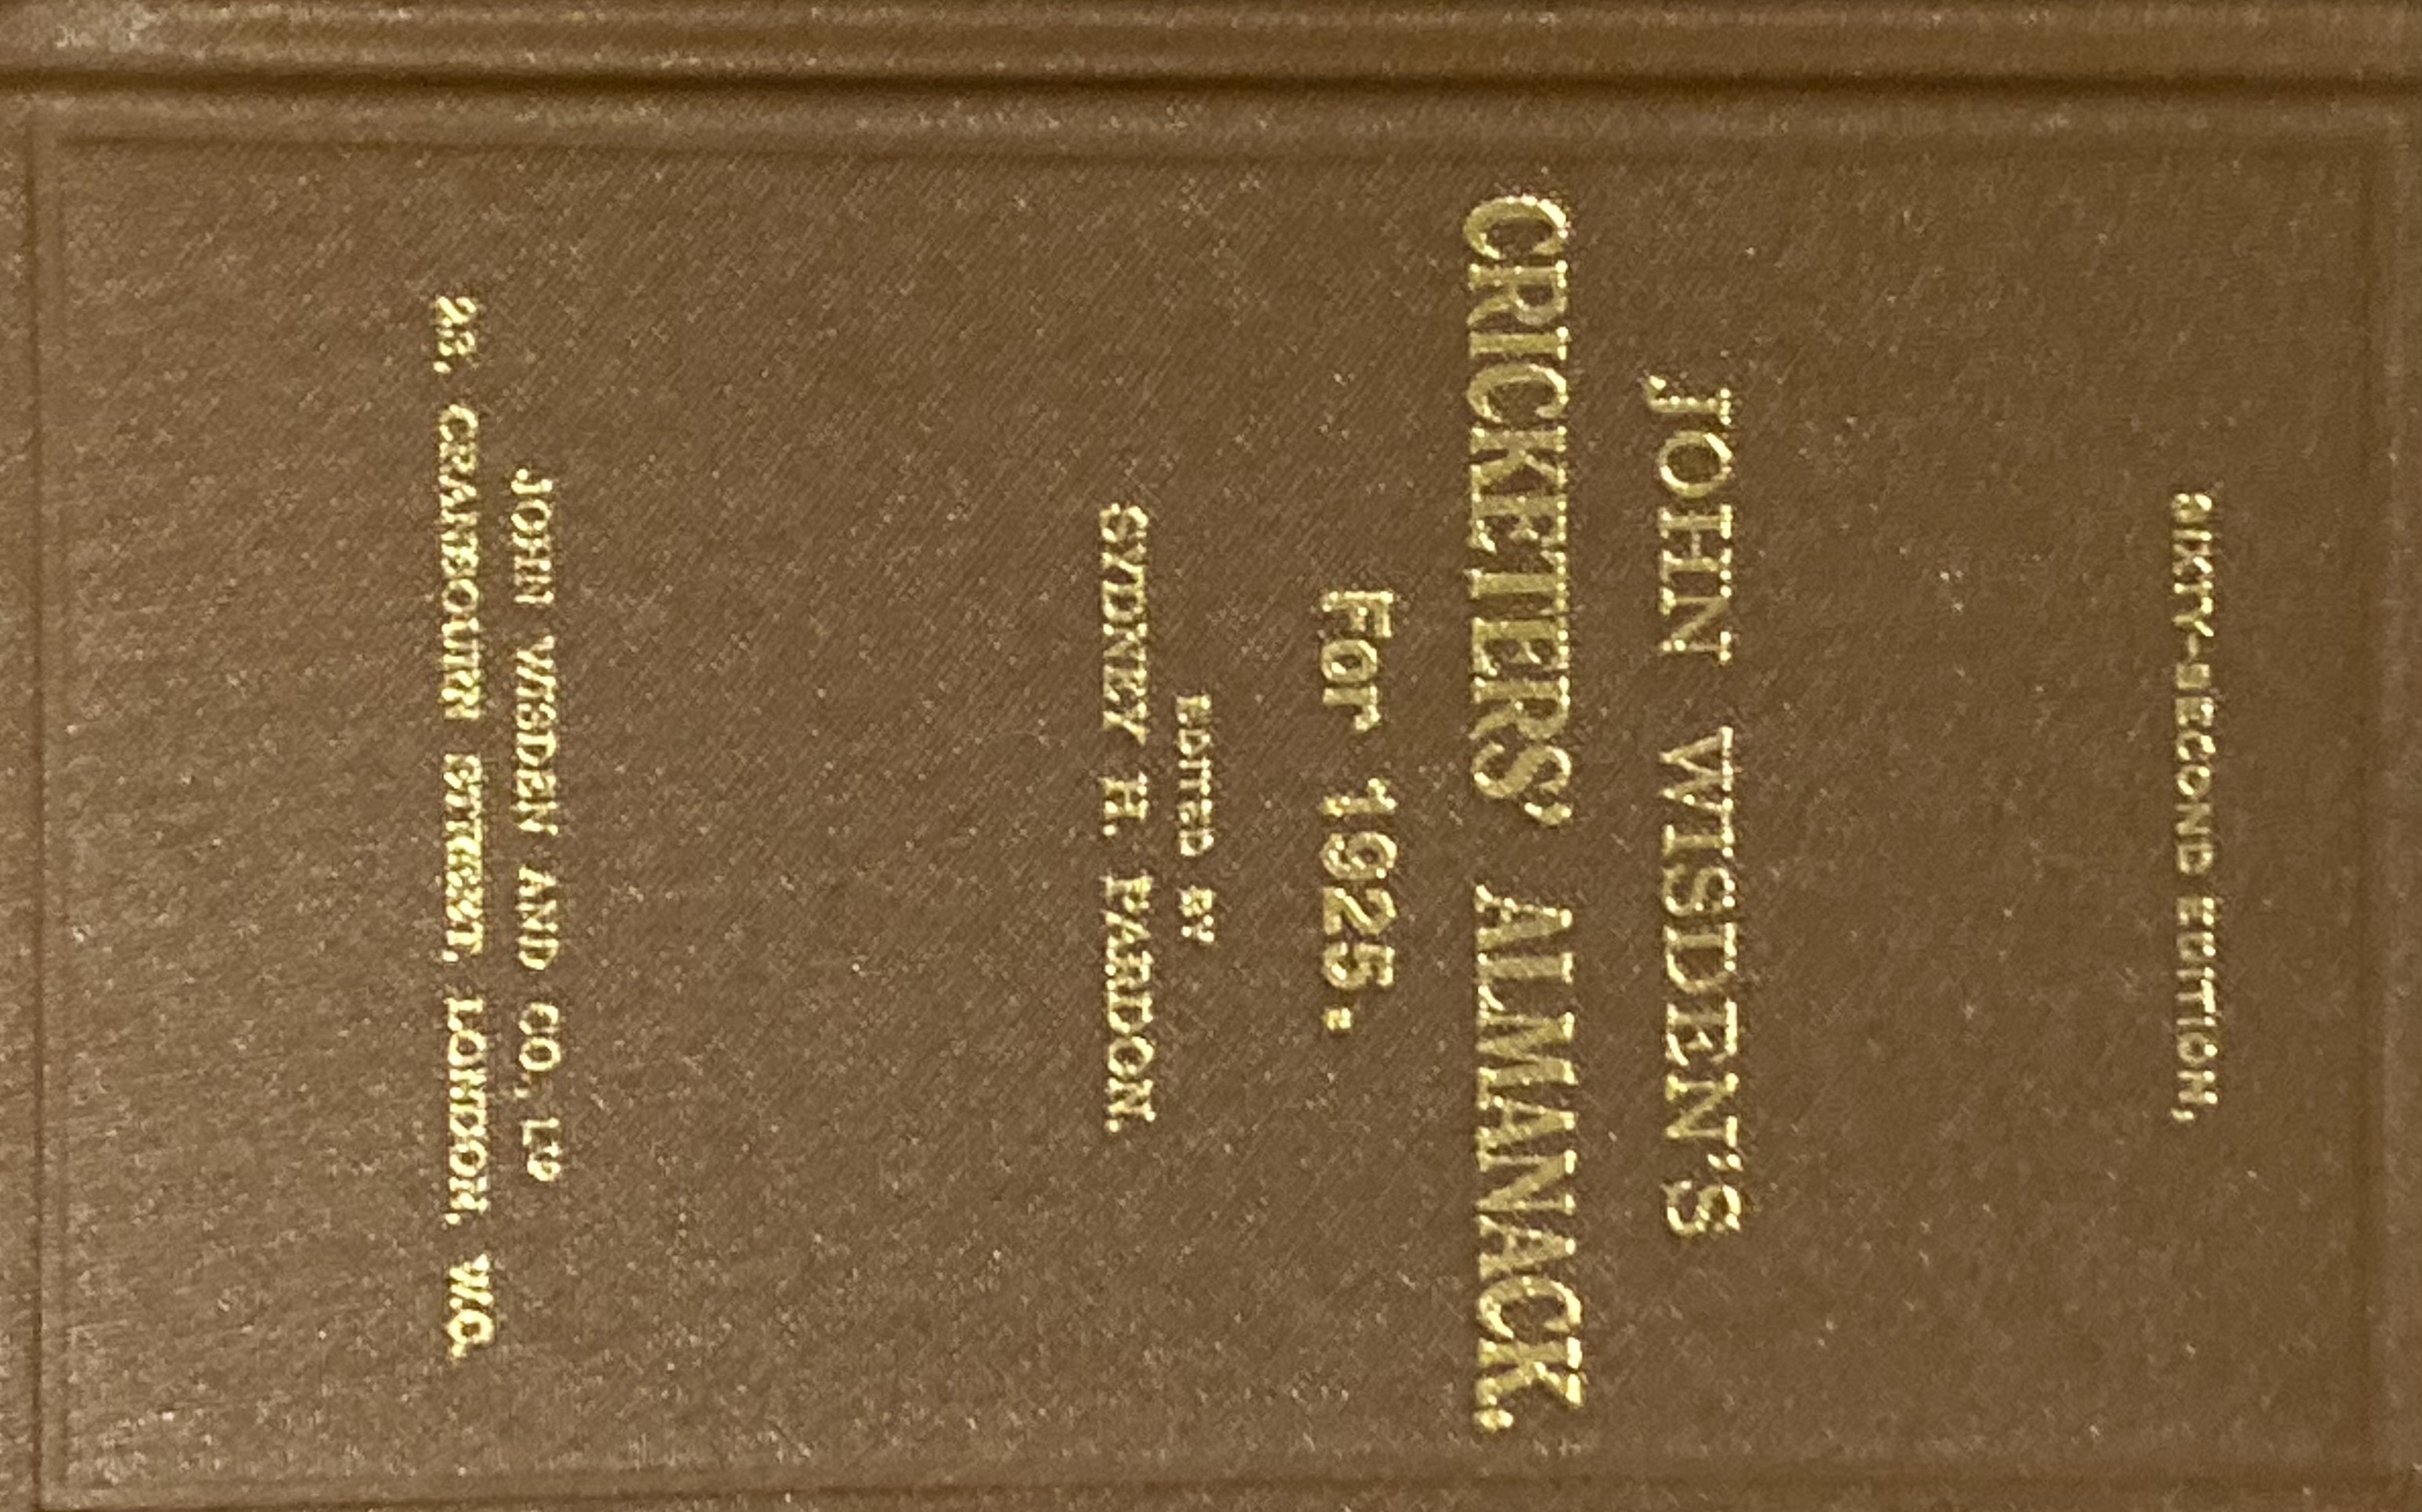 SIXTY-SECOND EDITION,
JOHN WISDEN'S
CRICKETERS' ALMANACK.
For 1925.
EDITED BY
SYDNEY H. PARDON.
JOHN WISDEN AND CO., LD
23, CRANBOURN STREET, LONDON, W.C.